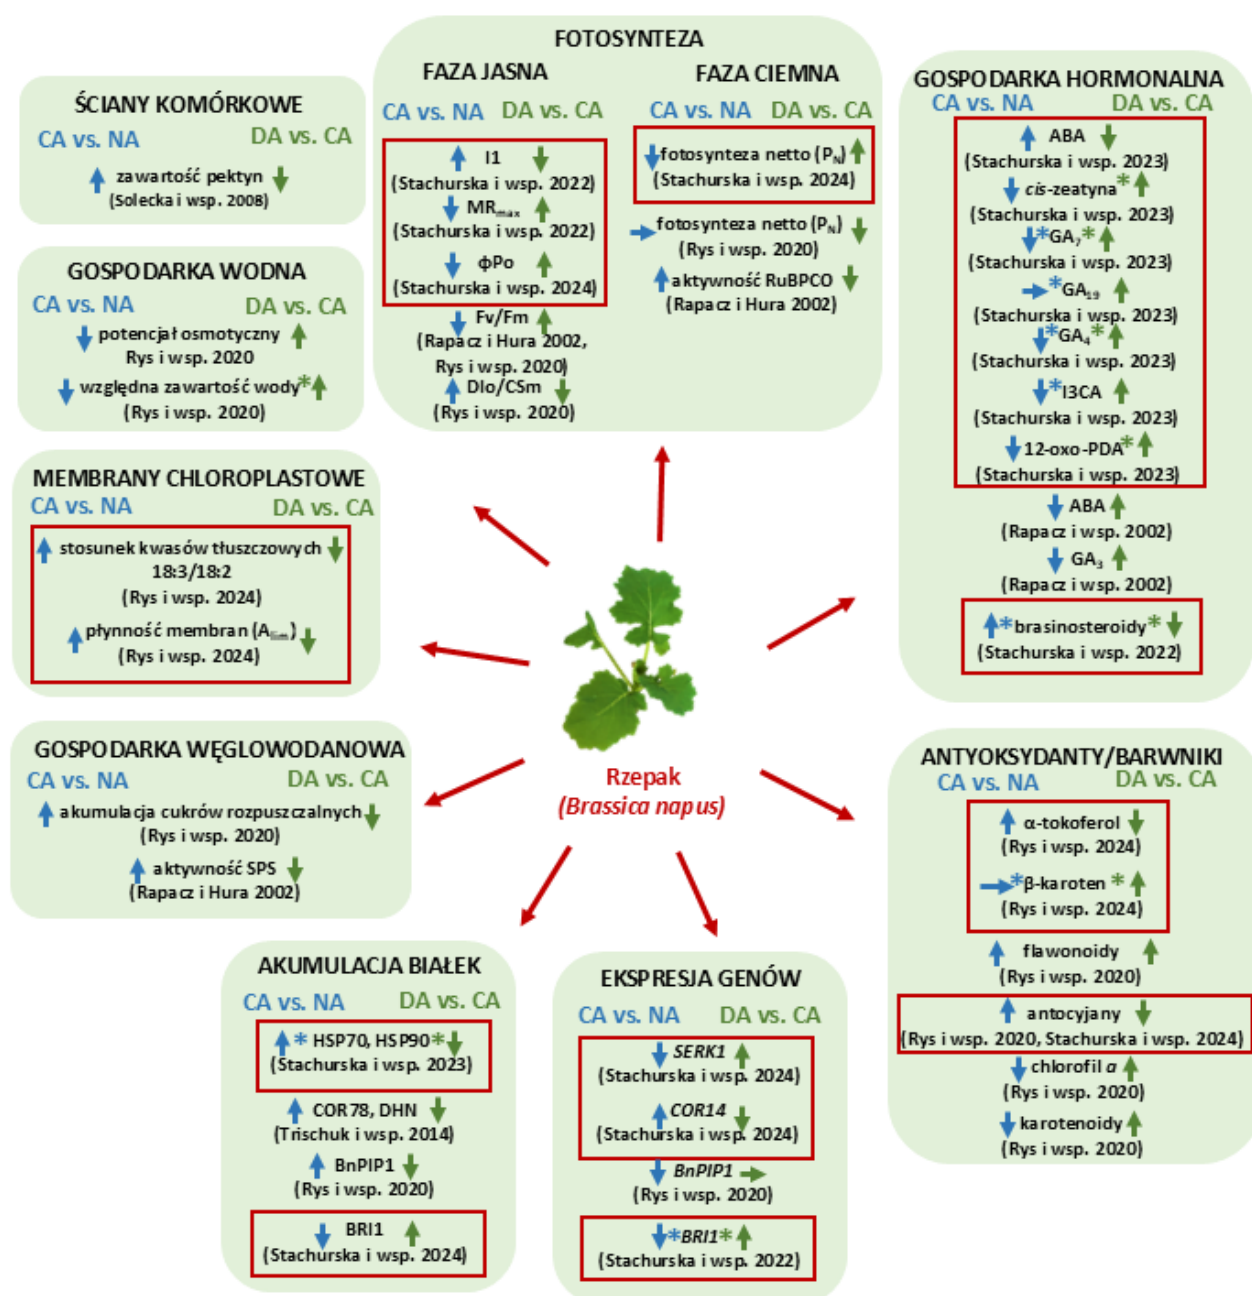 FOTOSYNTEZA
FAZA JASNA
CA vs. NA DA vs. CA
I1
(Stachurska i wsp. 2022)
MRmax
(Stachurska i wsp. 2022)
ϕPo
(Stachurska i wsp. 2024)
Fv/Fm
(Rapacz i Hura 2002,
Rys i wsp. 2020)
DIo/CSm
(Rys i wsp. 2020)
FAZA CIEMNA
CA vs. NA DA vs. CA
fotosynteza netto (PN)
(Stachurska i wsp. 2024)
fotosynteza netto (PN)
(Rys i wsp. 2020)
aktywność RuBPCO
(Rapacz i Hura 2002)
ŚCIANY KOMÓRKOWE
CA vs. NA DA vs. CA
zawartość pektyn
(Solecka i wsp. 2008)
GOSPODARKA WODNA
CA vs. NA DA vs. CA
potencjał osmotyczny
Rys i wsp. 2020
względna zawartość wody*
(Rys i wsp. 2020)
MEMBRANY CHLOROPLASTOWE
CA vs. NA DA vs. CA
stosunek kwasów tłuszczowych
18:3/18:2
(Rys i wsp. 2024)
płynność membran (Alim)
(Rys i wsp. 2024)
GOSPODARKA WĘGLOWODANOWA
CA vs. NA DA vs. CA
akumulacja cukrów rozpuszczalnych
(Rys i wsp. 2020)
aktywność SPS
(Rapacz i Hura 2002)
AKUMULACJA BIAŁEK
CA vs. NA DA vs. CA
* HSP70, HSP90 *
(Stachurska i wsp. 2023)
COR78, DHN
(Trischuk i wsp. 2014)
BnPIP1
(Rys i wsp. 2020)
BRI1
(Stachurska i wsp. 2024)
EKSPRESJA GENÓW
CA vs. NA DA vs. CA
SERK1
(Stachurska i wsp. 2024)
COR14
(Stachurska i wsp. 2024)
BnPIP1
(Rys i wsp. 2020)
*BRI1*
(Stachurska i wsp. 2022)
GOSPODARKA HORMONALNA
CA vs. NA DA vs. CA
ABA
(Stachurska i wsp. 2023)
cis-zeatyna*
(Stachurska i wsp. 2023)
*GA7*
(Stachurska i wsp. 2023)
*GA19
(Stachurska i wsp. 2023)
*GA4*
(Stachurska i wsp. 2023)
*I3CA
(Stachurska i wsp. 2023)
12-oxo-PDA*
(Stachurska i wsp. 2023)
ABA
(Rapacz i wsp. 2002)
GA3
(Rapacz i wsp. 2002)
*brasinosteroidy*
(Stachurska i wsp. 2022)
ANTYOKSYDANTY/BARWNIKI
CA vs. NA DA vs. CA
α-tokoferol
(Rys i wsp. 2024)
*β-karoten *
(Rys i wsp. 2024)
flawonoidy
(Rys i wsp. 2020)
antocyjany
(Rys i wsp. 2020, Stachurska i wsp. 2024)
chlorofil a
(Rys i wsp. 2020)
karotenoidy
(Rys i wsp. 2020)
Rzepak
(Brassica napus)